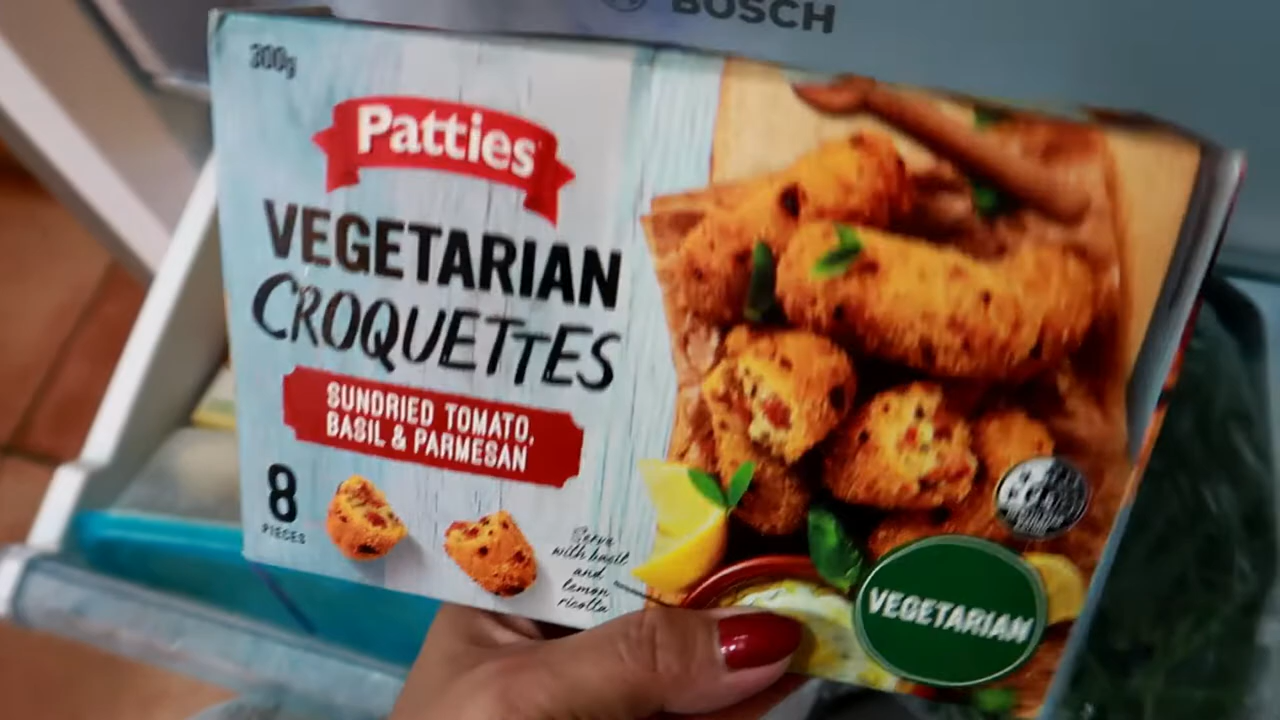 BOSCH
300g
Patties
VEGETARIAN
CROQUETTES
SUNDRIED TOMATO,
BASIL & PARMESAN
8
PIECES
Serve
with basil
and
lemon
ricotta
VEGETARIAN